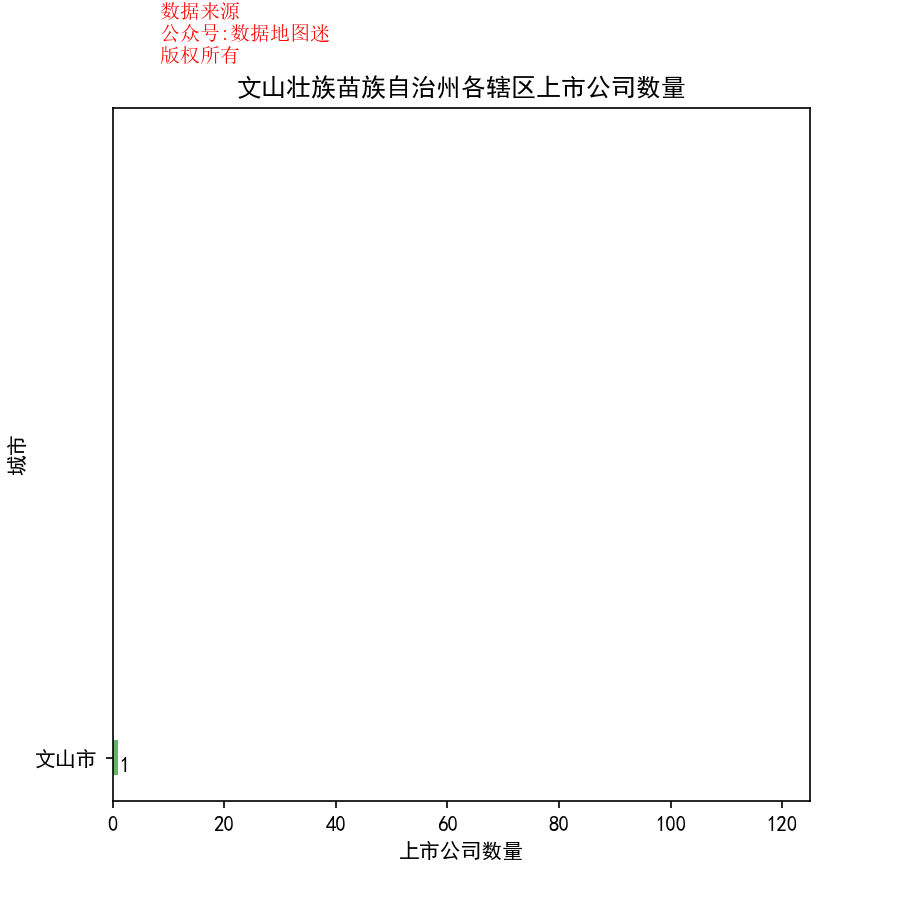 数据来源
公众号:数据地图迷
版权所有
文山壮族苗族自治州各辖区上市公司数量
城市
文山市
1
0 20 40 60 80 100 120
上市公司数量